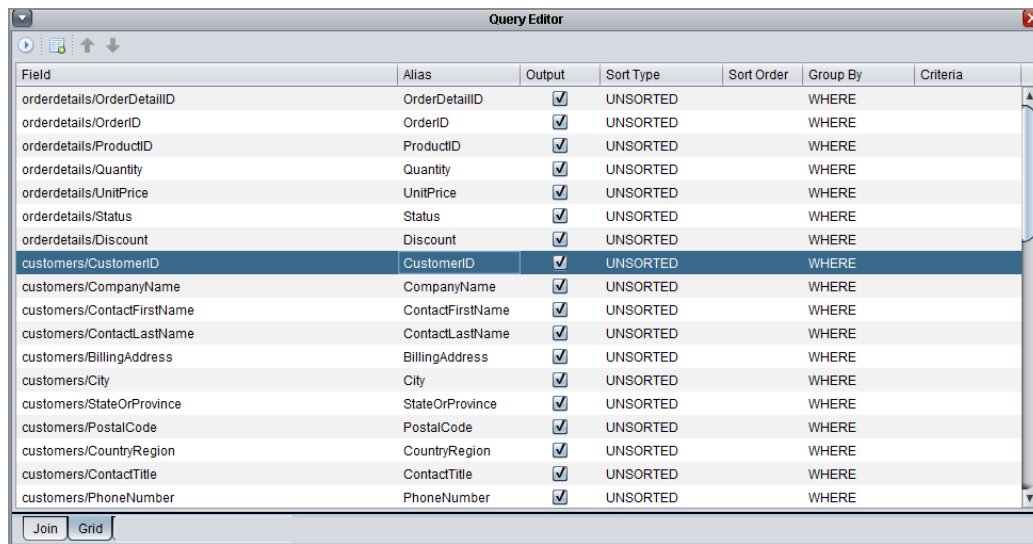 Query Editor
Field Alias Output Sort Type Sort Order Group By Criteria
orderdetails/OrderDetailID OrderDetailID UNSORTED WHERE
orderdetails/OrderID OrderID UNSORTED WHERE
orderdetails/ProductID ProductID UNSORTED WHERE
orderdetails/Quantity Quantity UNSORTED WHERE
orderdetails/UnitPrice UnitPrice UNSORTED WHERE
orderdetails/Status Status UNSORTED WHERE
orderdetails/Discount Discount UNSORTED WHERE
customers/CustomerID CustomerID UNSORTED WHERE
customers/CompanyName CompanyName UNSORTED WHERE
customers/ContactFirstName ContactFirstName UNSORTED WHERE
customers/ContactLastName ContactLastName UNSORTED WHERE
customers/BillingAddress BillingAddress UNSORTED WHERE
customers/City City UNSORTED WHERE
customers/StateOrProvince StateOrProvince UNSORTED WHERE
customers/PostalCode PostalCode UNSORTED WHERE
customers/CountryRegion CountryRegion UNSORTED WHERE
customers/ContactTitle ContactTitle UNSORTED WHERE
customers/PhoneNumber PhoneNumber UNSORTED WHERE
Join Grid